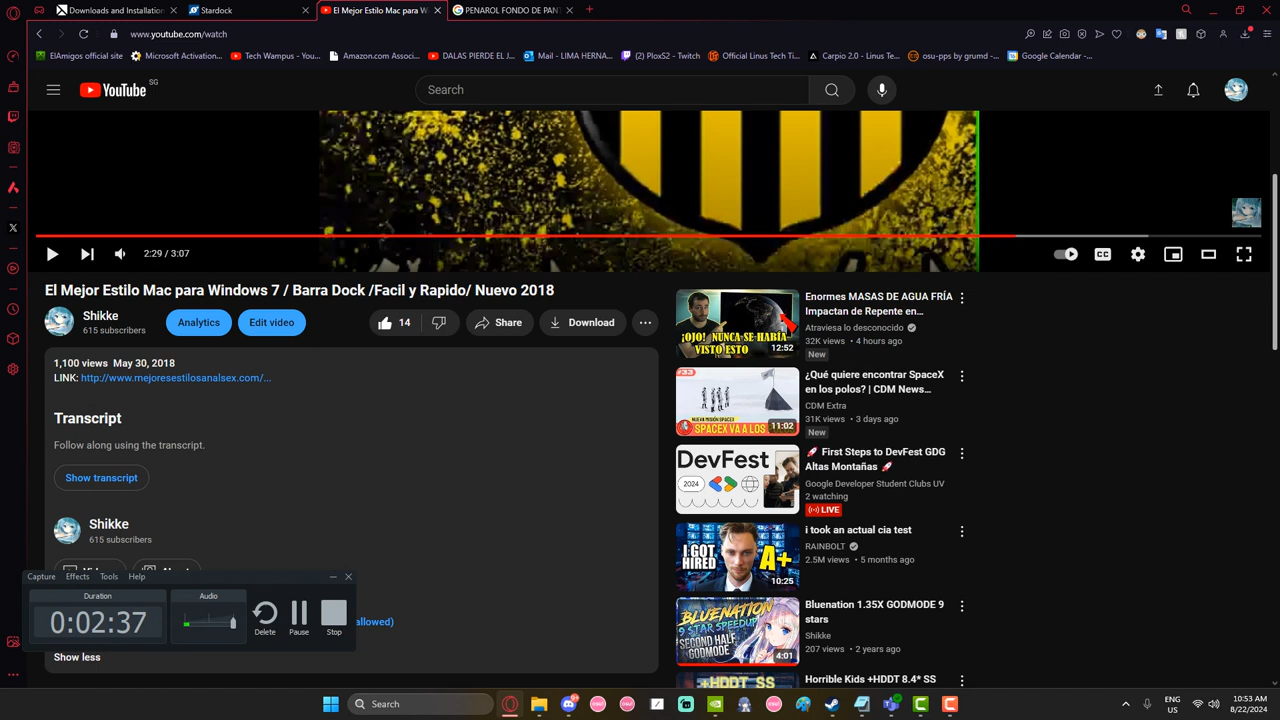 Downloads and Installation
Stardock
El Mejor Estilo Mac para Wi
PENAROL FONDO DE PANT
www.youtube.com/watch
ElAmigos official site
Microsoft Activation...
Tech Wampus - YouTube
Amazon.com Associ...
DALAS PIERDE EL J...
Mail - LIMA HERNA...
(2) PloxS2 - Twitch
Official Linus Tech Ti...
Carpio 2.0 - Linus Te...
osu-pps by grumd -...
Google Calendar -...
YouTube SG
Search
2:29 / 3:07
CC
El Mejor Estilo Mac para Windows 7 / Barra Dock /Facil y Rapido/ Nuevo 2018
Shikke
615 subscribers
Analytics
Edit video
14
Share
Download
1,100 views May 30, 2018
LINK: http://www.mejoresestilosanalsex.com/...
Transcript
Follow along using the transcript.
Show transcript
Shikke
615 subscribers
Capture Effects Tools Help
Duration
0:02:37
Audio
Delete
Pause
Stop
allowed)
Show less
¡OJO! NUNCA SE HABÍA
VISTO ESTO
12:52
Enormes MASAS DE AGUA FRÍA
Impactan de Repente en...
Atraviesa lo desconocido
32K views • 4 hours ago
New
SPACEX VA A LOS
11:02
¿Qué quiere encontrar SpaceX
en los polos? | CDM News...
CDM Extra
31K views • 3 days ago
New
DevFest
2024
🚀 First Steps to DevFest GDG
Altas Montañas 🚀
Google Developer Student Clubs UV
2 watching
LIVE
I GOT
HIRED
A+
10:25
i took an actual cia test
RAINBOLT
2.5M views • 5 months ago
BLUENATION
9 STAR SPEEDUP
SECOND HALF
GODMODE
4:01
Bluenation 1.35X GODMODE 9
stars
Shikke
207 views • 2 years ago
+HDDT SS
Horrible Kids +HDDT 8.4* SS
Search
ENG
US
10:53 AM
8/22/2024